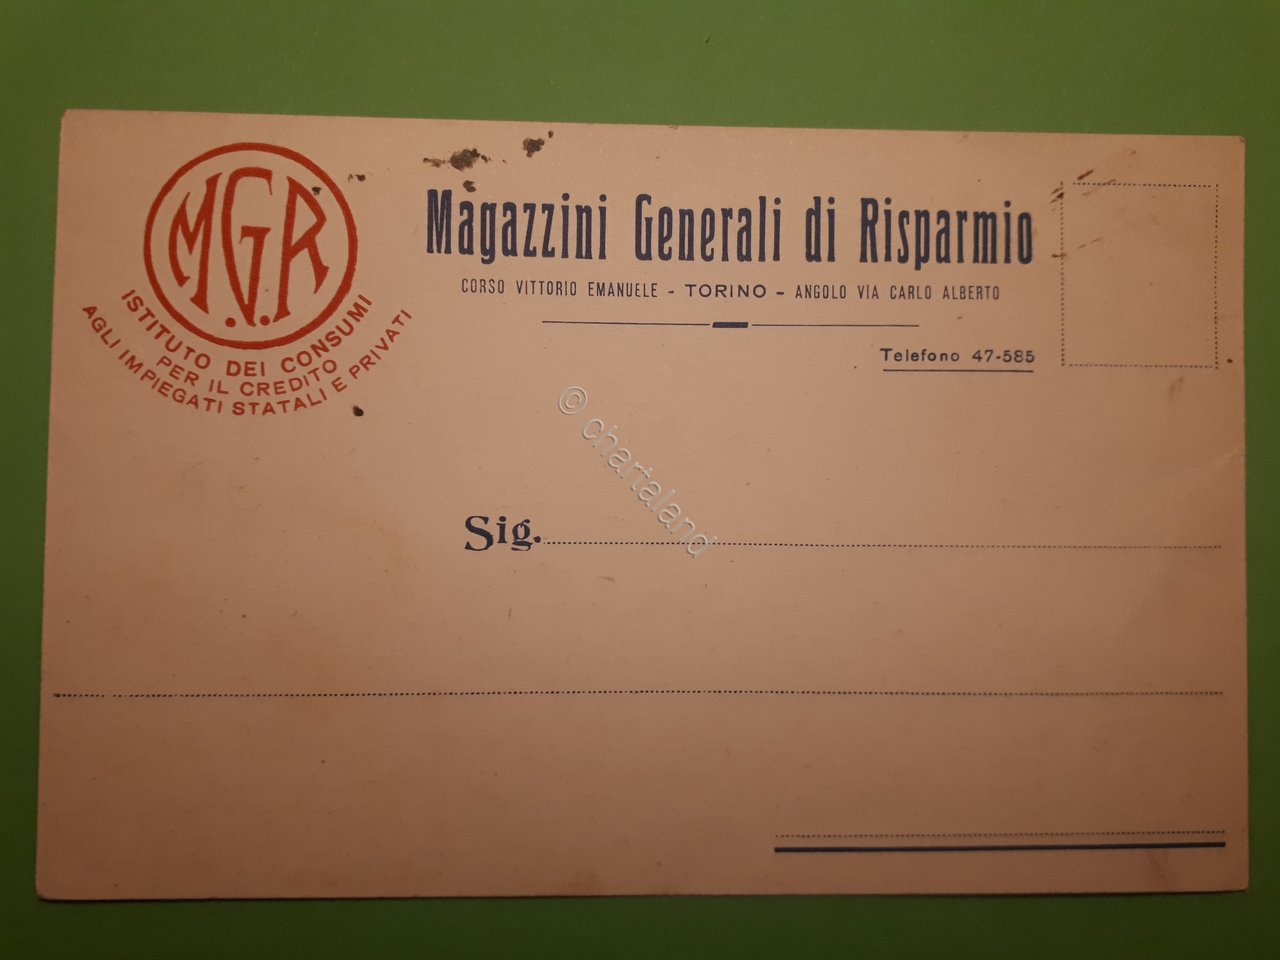 M.G.R
ISTITUTO DEI CONSUMI
PER IL CREDITO
AGLI IMPIEGATI STATALI E PRIVATI
Magazzini Generali di Risparmio
CORSO VITTORIO EMANUELE - TORINO - ANGOLO VIA CARLO ALBERTO
Telefono 47-585
© chartaland
Sig.